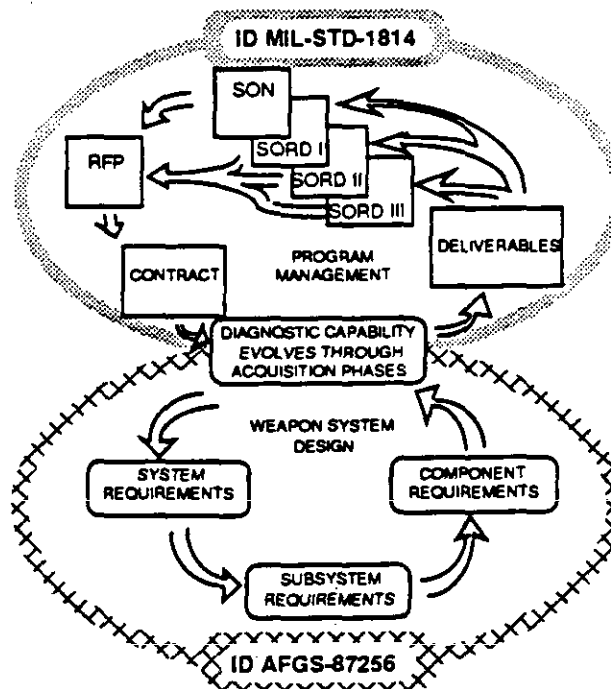 ID MIL-STD-1814
SON
SORD I
RFP
SORD II
SORD III
DELIVERABLES
PROGRAM
MANAGEMENT
CONTRACT
DIAGNOSTIC CAPABILITY
EVOLVES THROUGH
ACQUISITION PHASES
WEAPON SYSTEM
DESIGN
SYSTEM
REQUIREMENTS
COMPONENT
REQUIREMENTS
SUBSYSTEM
REQUIREMENTS
ID AFGS-87256